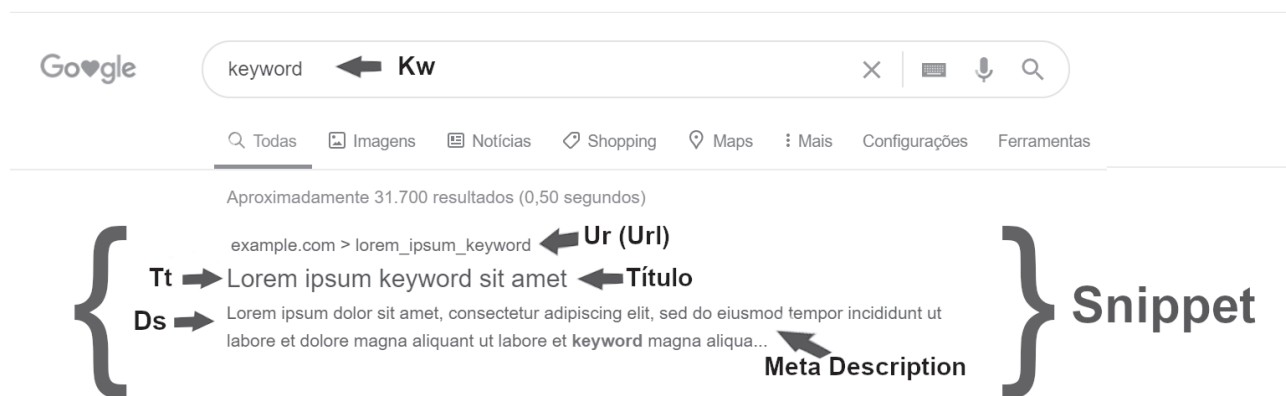 Go♥gle keyword Kw
Todas Imagens Notícias Shopping Maps Mais Configurações Ferramentas
Aproximadamente 31.700 resultados (0,50 segundos)
example.com > lorem_ipsum_keyword Ur (Url)
Tt Lorem ipsum keyword sit amet Título
Ds Lorem ipsum dolor sit amet, consectetur adipiscing elit, sed do eiusmod tempor incididunt ut
labore et dolore magna aliquant ut labore et keyword magna aliqua...
Meta Description
Snippet